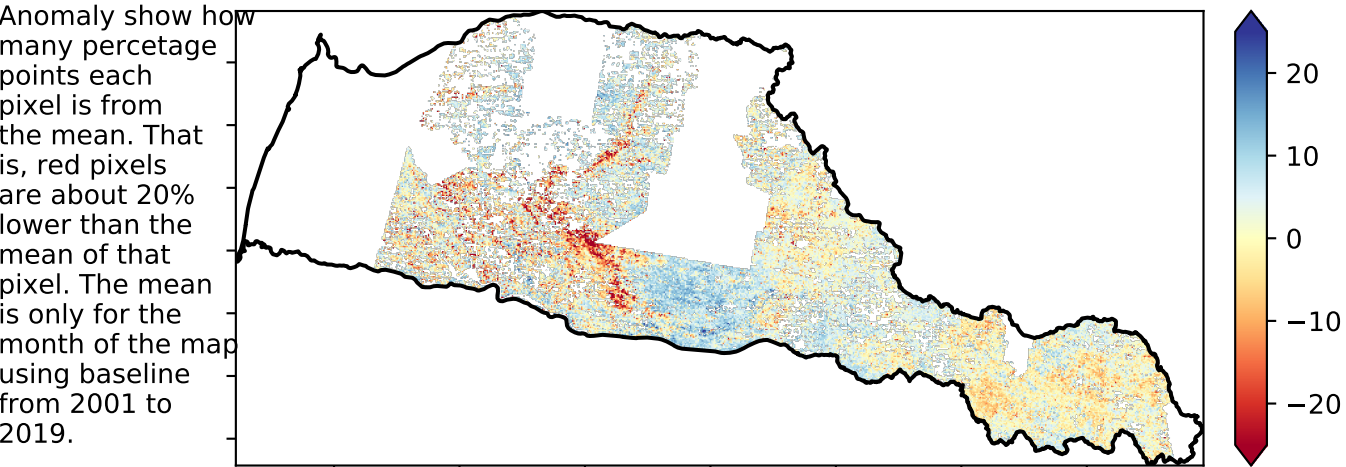 Anomaly show how
many percetage
points each
pixel is from
the mean. That
is, red pixels
are about 20%
lower than the
mean of that
pixel. The mean
is only for the
month of the map
using baseline
from 2001 to
2019.
20
10
0
−10
−20